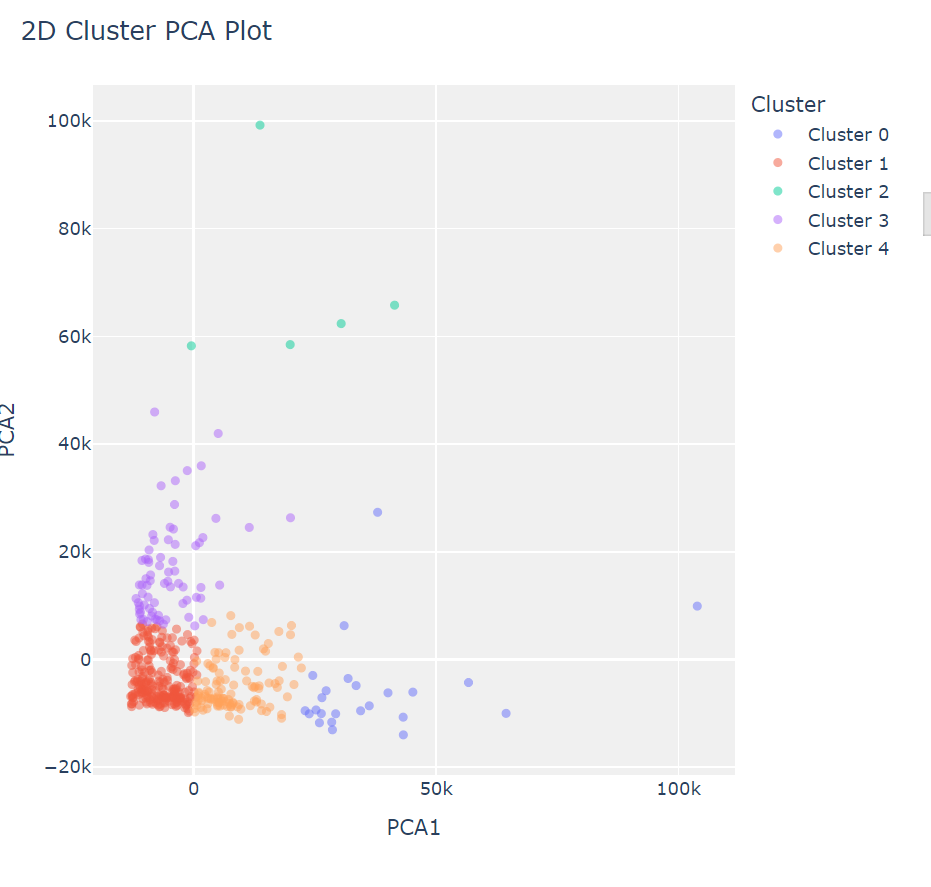 2D Cluster PCA Plot
100k
80k
60k
40k
20k
0
−20k
PCA2
0
50k
100k
PCA1
Cluster
Cluster 0
Cluster 1
Cluster 2
Cluster 3
Cluster 4